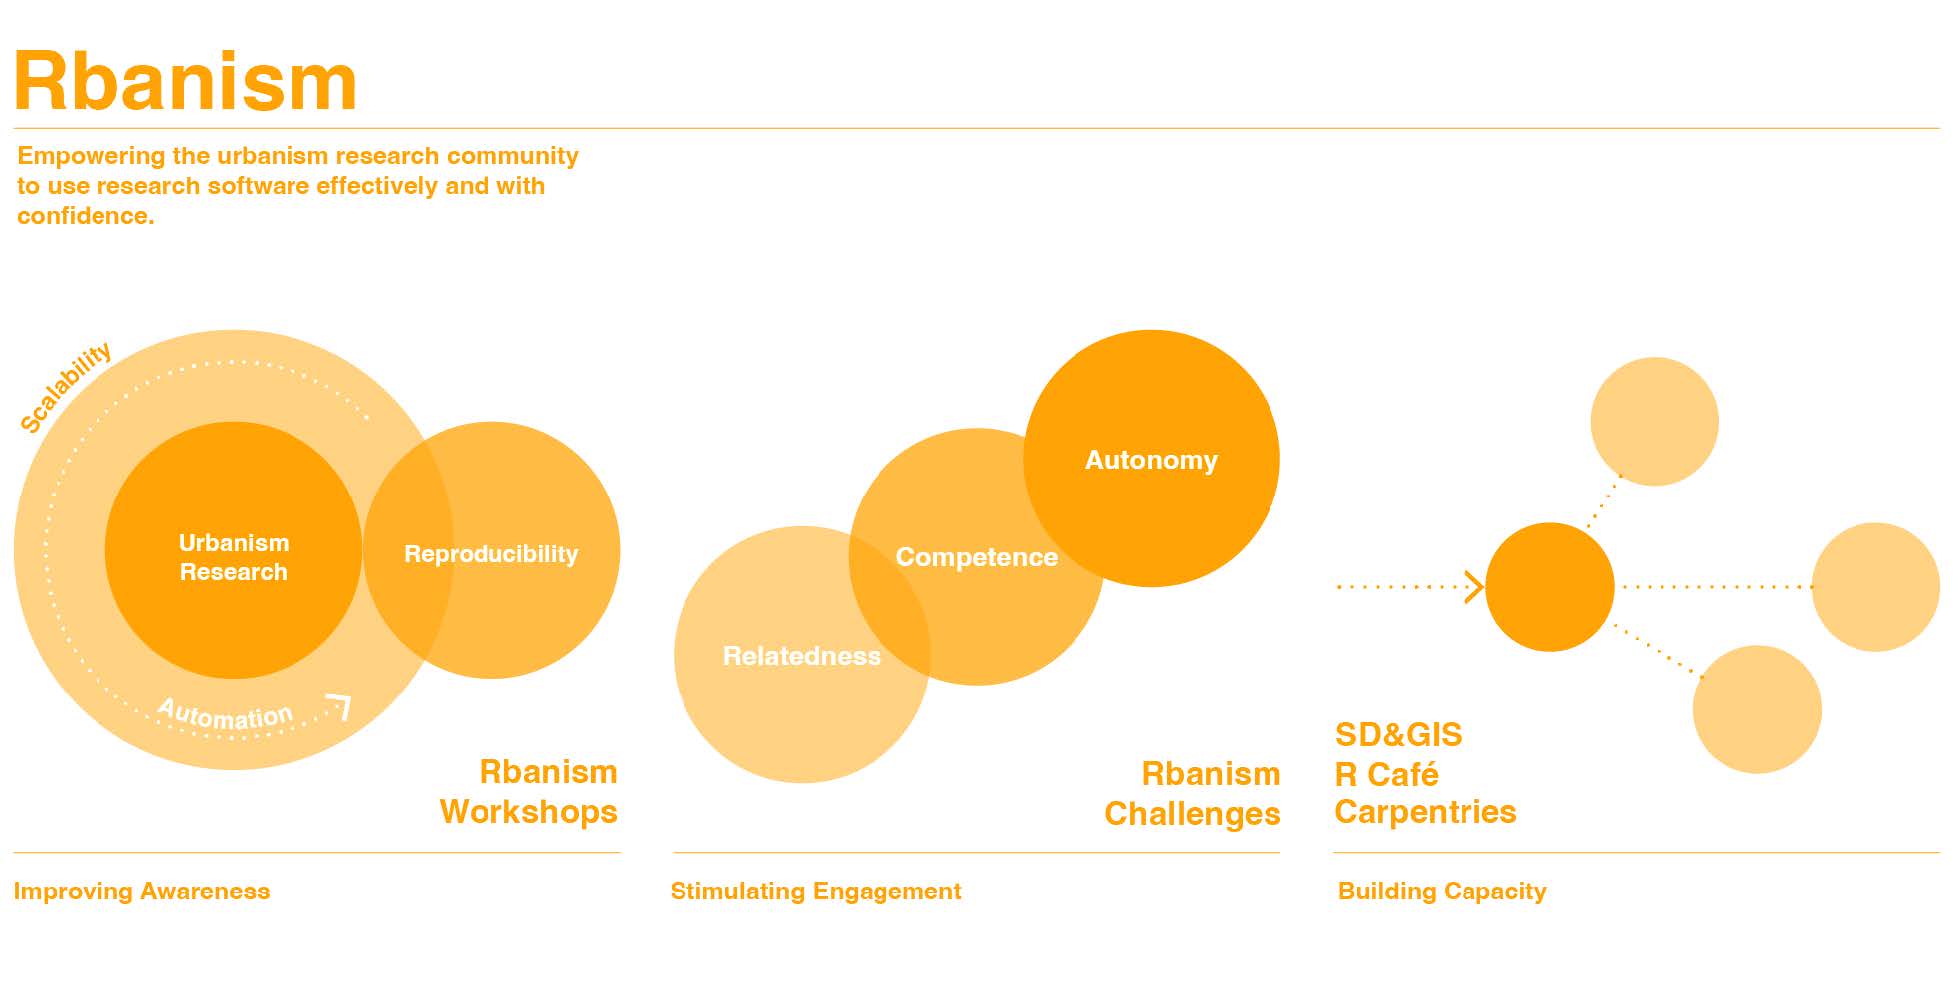 Rbanism
Empowering the urbanism research community
to use research software effectively and with
confidence.
Scalability
Urbanism
Research
Reproducibility
Automation
Rbanism
Workshops
Improving Awareness
Autonomy
Competence
Relatedness
Rbanism
Challenges
Stimulating Engagement
SD&GIS
R Café
Carpentries
Building Capacity